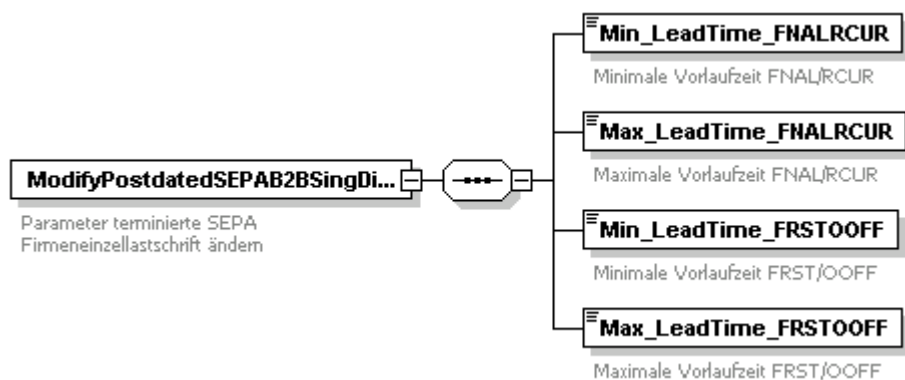 Min_LeadTime_FNALRCUR
Minimale Vorlaufzeit FNAL/RCUR
Max_LeadTime_FNALRCUR
Maximale Vorlaufzeit FNAL/RCUR
ModifyPostdatedSEPAB2BSingDi...
Parameter terminierte SEPA
Firmeneinzellastschrift ändern
Min_LeadTime_FRSTOOFF
Minimale Vorlaufzeit FRST/OOFF
Max_LeadTime_FRSTOOFF
Maximale Vorlaufzeit FRST/OOFF